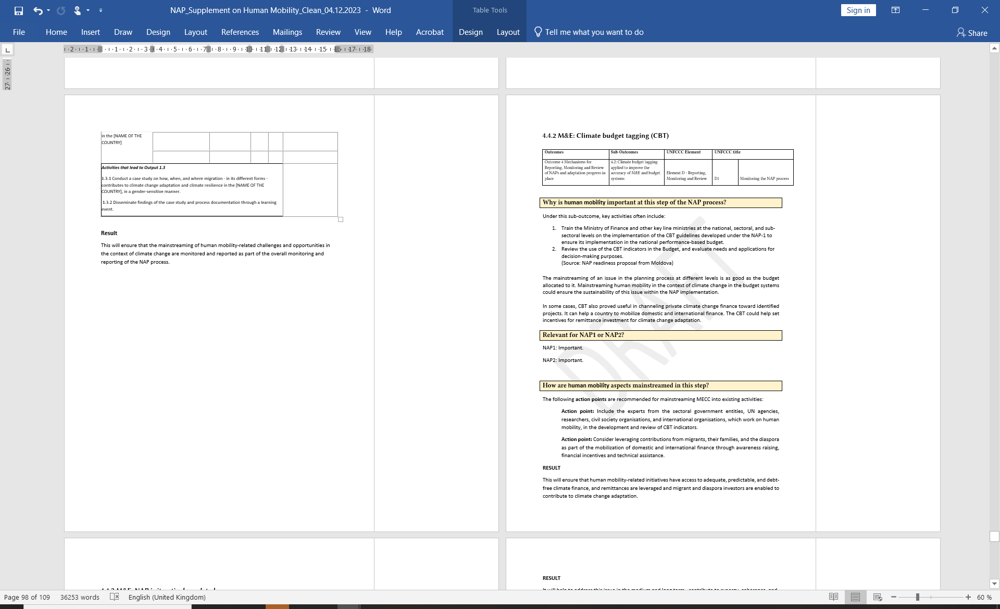 NAP_Supplement on Human Mobility_Clean_04.12.2023 - Word
Table Tools
Sign in
File Home Insert Draw Design Layout References Mailings Review View Help Acrobat Design Layout Tell me what you want to do
Share
in the [NAME OF THE
COUNTRY]
Activities that lead to Output 1.3
1.3.1 Conduct a case study on how, when, and where migration - in its different forms -
contributes to climate change adaptation and climate resilience in the [NAME OF THE
COUNTRY], in a gender-sensitive manner.
1.3.2 Disseminate findings of the case study and process documentation through a learning
event.
Result
This will ensure that the mainstreaming of human mobility-related challenges and opportunities in
the context of climate change are monitored and reported as part of the overall monitoring and
reporting of the NAP process.
4.4.2 M&E: Climate budget tagging (CBT)
Outcomes Sub-Outcomes UNFCCC Element UNFCCC title
Outcome 4 Mechanisms for
Reporting, Monitoring and Review
of NAPs and adaptation progress in
place
4.2: Climate budget tagging
applied to improve the
accuracy of M&E and budget
systems
Element D - Reporting,
Monitoring and Review
D1
Monitoring the NAP process
Why is human mobility important at this step of the NAP process?
Under this sub-outcome, key activities often include:
1. Train the Ministry of Finance and other key line ministries at the national, sectoral, and sub-
sectoral levels on the implementation of the CBT guidelines developed under the NAP-1 to
ensure its implementation in the national performance-based budget.
2. Review the use of the CBT indicators in the Budget, and evaluate needs and applications for
decision-making purposes.
(Source: NAP readiness proposal from Moldova)
The mainstreaming of an issue in the planning process at different levels is as good as the budget
allocated to it. Mainstreaming human mobility in the context of climate change in the budget systems
could ensure the sustainability of this issue within the NAP implementation.
In some cases, CBT also proved useful in channeling private climate change finance toward identified
projects. It can help a country to mobilize domestic and international finance. The CBT could help set
incentives for remittance investment for climate change adaptation.
Relevant for NAP1 or NAP2?
NAP1: Important.
NAP2: Important.
How are human mobility aspects mainstreamed in this step?
The following action points are recommended for mainstreaming MECC into existing activities:
Action point: Include the experts from the sectoral government entities, UN agencies,
researchers, civil society organisations, and international organisations, which work on human
mobility, in the development and review of CBT indicators.
Action point: Consider leveraging contributions from migrants, their families, and the diaspora
as part of the mobilization of domestic and international finance through awareness raising,
financial incentives and technical assistance.
RESULT
This will ensure that human mobility-related initiatives have access to adequate, predictable, and debt-
free climate finance, and remittances are leveraged and migrant and diaspora investors are enabled to
contribute to climate change adaptation.
DRAFT
RESULT
Page 98 of 109 36253 words English (United Kingdom) 60 %